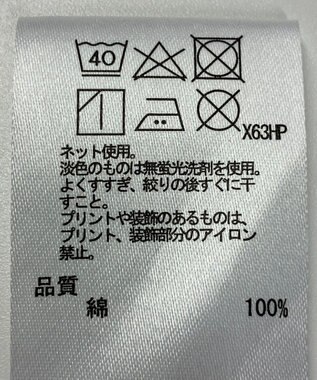 40
X63HP
ネット使用。
淡色のものは無蛍光洗剤を使用。
よくすすぎ、絞りの後すぐに干
すこと。
プリントや装飾のあるものは、
プリント、装飾部分のアイロン
禁止。
品質
綿 100%